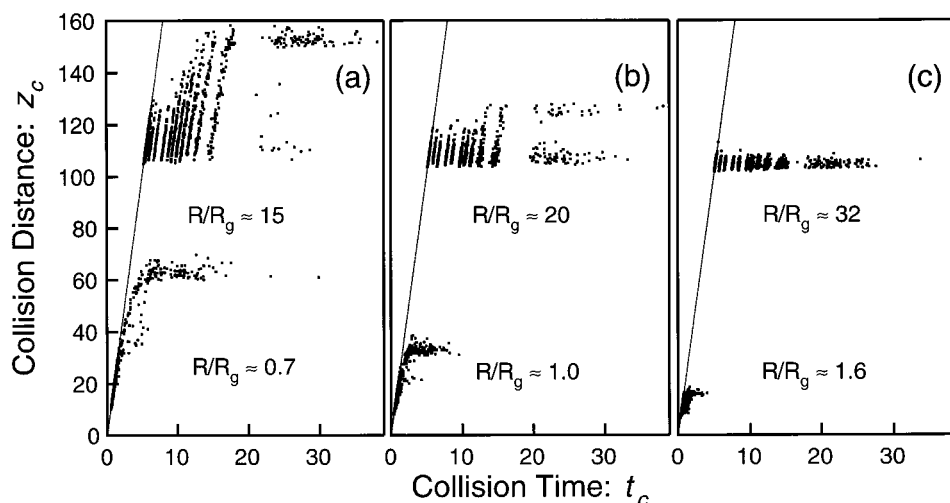 160
140
120
100
80
60
40
20
0
Collision Distance: z_c
(a)
R/R_g ≈ 15
R/R_g ≈ 0.7
0 10 20 30
(b)
R/R_g ≈ 20
R/R_g ≈ 1.0
0 10 20 30
(c)
R/R_g ≈ 32
R/R_g ≈ 1.6
0 10 20 30
Collision Time: t_c